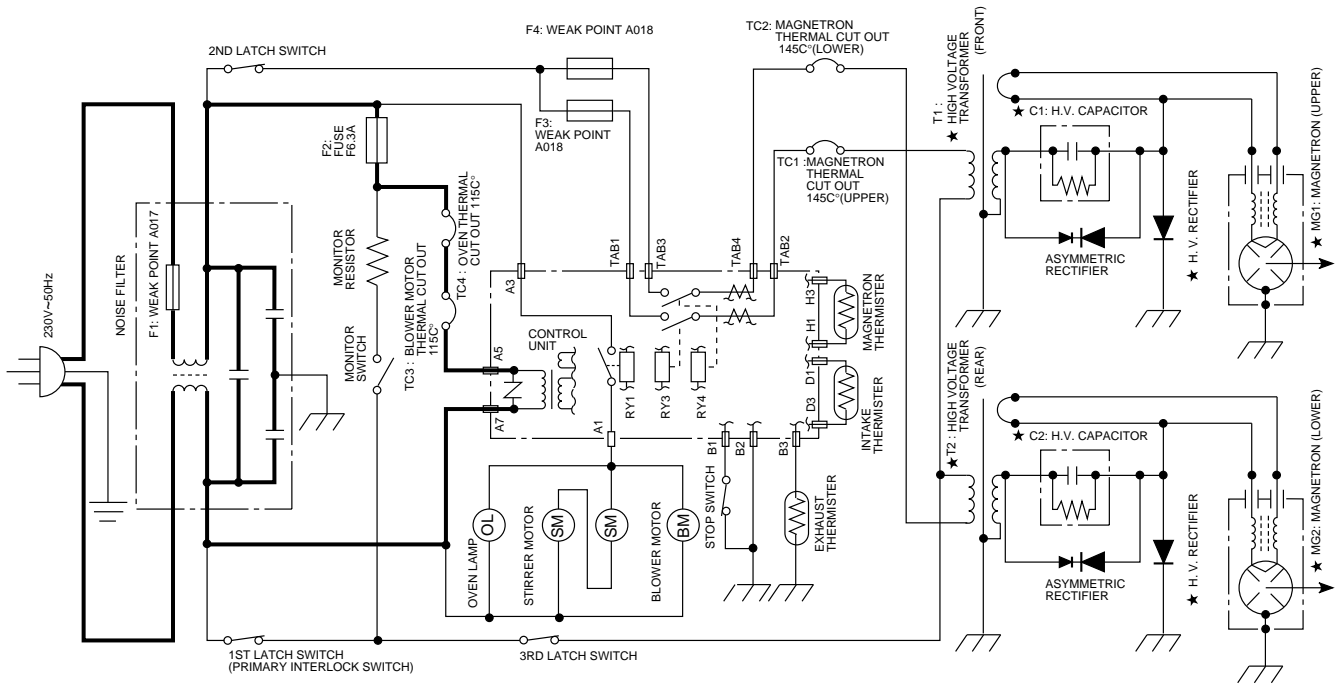 F4: WEAK POINT A018
TC2: MAGNETRON
THERMAL CUT OUT
145C°(LOWER)
2ND LATCH SWITCH
T1 :
★ HIGH VOLTAGE
TRANSFORMER
(FRONT)
★ C1: H.V. CAPACITOR
F3:
WEAK POINT
A018
F2:
FUSE
F6.3A
TC1 :MAGNETRON
THERMAL
CUT OUT
145C°(UPPER)
ASYMMETRIC
RECTIFIER
★ H. V. RECTIFIER
★ MG1: MAGNETRON (UPPER)
230V~50Hz
NOISE FILTER
F1: WEAK POINT A017
MONITOR
RESISTOR
MONITOR
SWITCH
TC3 : BLOWER MOTOR
THERMAL CUT OUT
115C°
TC4 : OVEN THERMAL
CUT OUT 115C°
A3
TAB1
TAB3
TAB4
TAB2
H3
H1
D1
D3
MAGNETRON
THERMISTER
INTAKE
THERMISTER
CONTROL
UNIT
A5
A7
RY1
RY3
RY4
A1
B1
B2
B3
STOP SWITCH
EXHAUST
THERMISTER
OL
SM
SM
BM
OVEN LAMP
STIRRER MOTOR
BLOWER MOTOR
★ T2 : HIGH VOLTAGE
TRANSFORMER
(REAR)
★ C2: H.V. CAPACITOR
ASYMMETRIC
RECTIFIER
★ H. V. RECTIFIER
★ MG2: MAGNETRON (LOWER)
1ST LATCH SWITCH
(PRIMARY INTERLOCK SWITCH)
3RD LATCH SWITCH